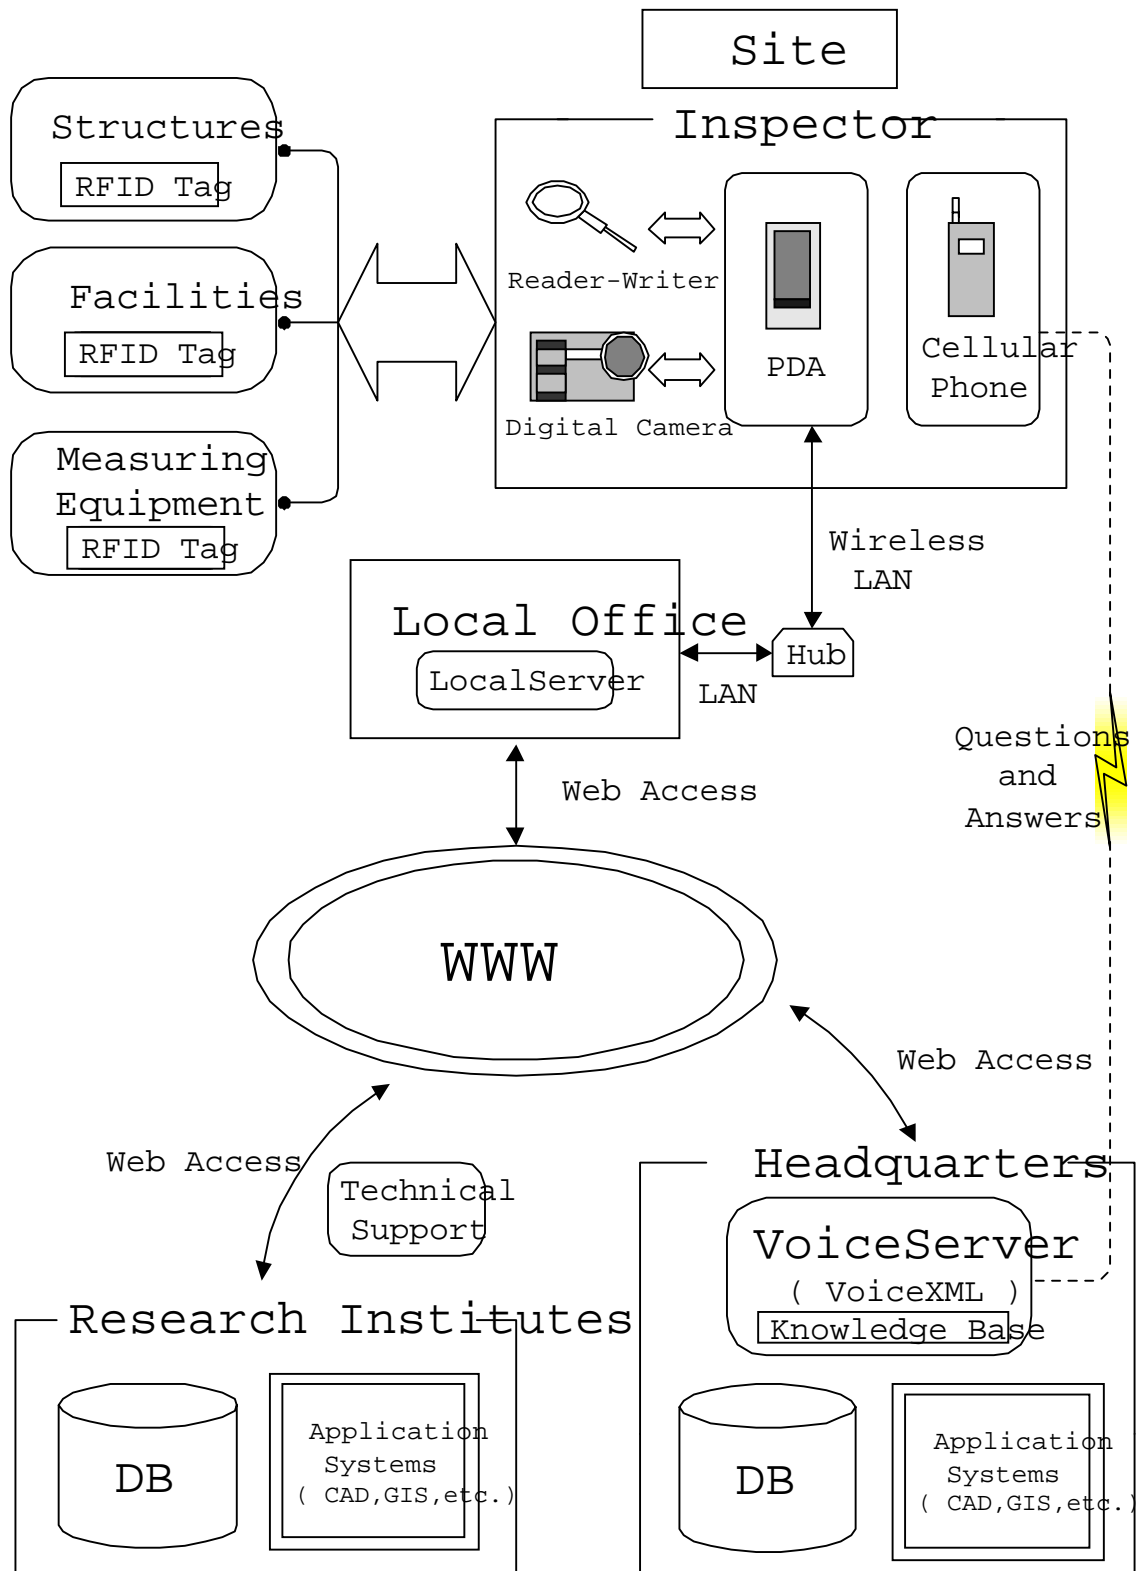 Site
Inspector
Structures
RFID Tag
Facilities
RFID Tag
Measuring
Equipment
RFID Tag
Reader-Writer
Digital Camera
PDA
Cellular
Phone
Wireless
LAN
Local Office
LocalServer
LAN
Hub
Questions
and
Answers
Web Access
WWW
Web Access
Web Access
Technical
Support
Headquarters
VoiceServer
( VoiceXML )
Knowledge Base
DB
Application
Systems
( CAD,GIS,etc.)
Research Institutes
DB
Application
Systems
( CAD,GIS,etc.)